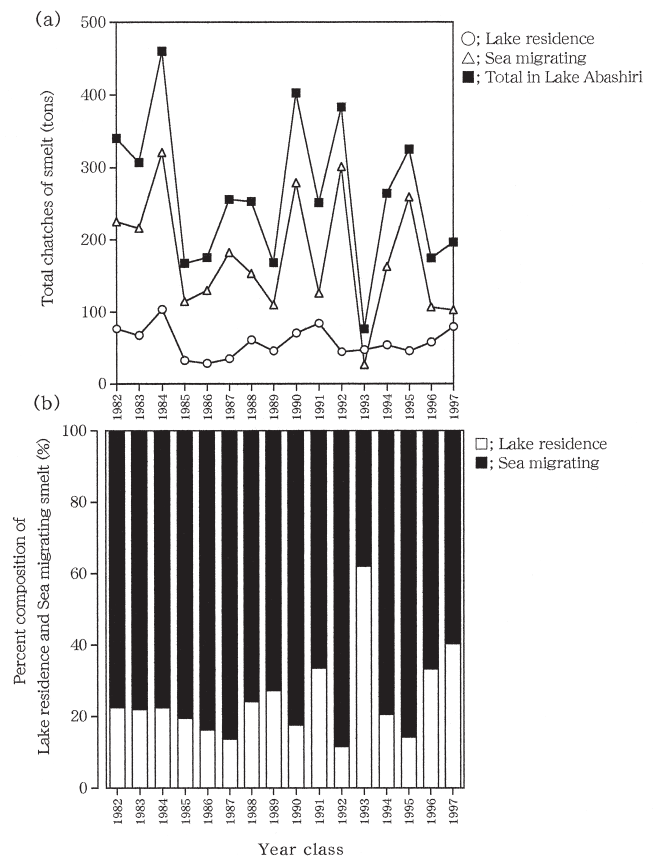 (a)
500
400
300
200
100
0
Total chatches of smelt (tons)
○; Lake residence
△; Sea migrating
■; Total in Lake Abashiri
1982 1983 1984 1985 1986 1987 1988 1989 1990 1991 1992 1993 1994 1995 1996 1997
(b)
100
80
60
40
20
0
Percent composition of
Lake residence and Sea migrating smelt (%)
□; Lake residence
■; Sea migrating
1982 1983 1984 1985 1986 1987 1988 1989 1990 1991 1992 1993 1994 1995 1996 1997
Year class